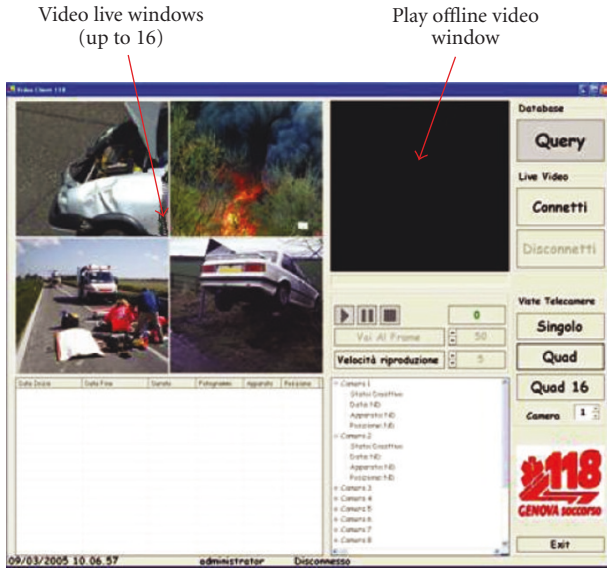 Video live windows
(up to 16)
Play offline video
window
Video Client 118
Database
Query
Live Video
Connetti
Disconnetti
Viste Telecamere
Singolo
Quad
Quad 16
Camera 1
0
Vai Al Frame 50
Velocità riproduzione 5
Data Inizio Data Fine Durata Fotogrammi Apparato Posizione
Camera 1
Stato: Disattivo
Data: ND
Apparato: ND
Posizione: ND
Camera 2
Stato: Disattivo
Data: ND
Apparato: ND
Posizione: ND
Camera 3
Camera 4
Camera 5
Camera 6
Camera 7
Camera 8
118
GENOVA soccorso
Exit
09/03/2005 10.06.57 administrator Disconnesso